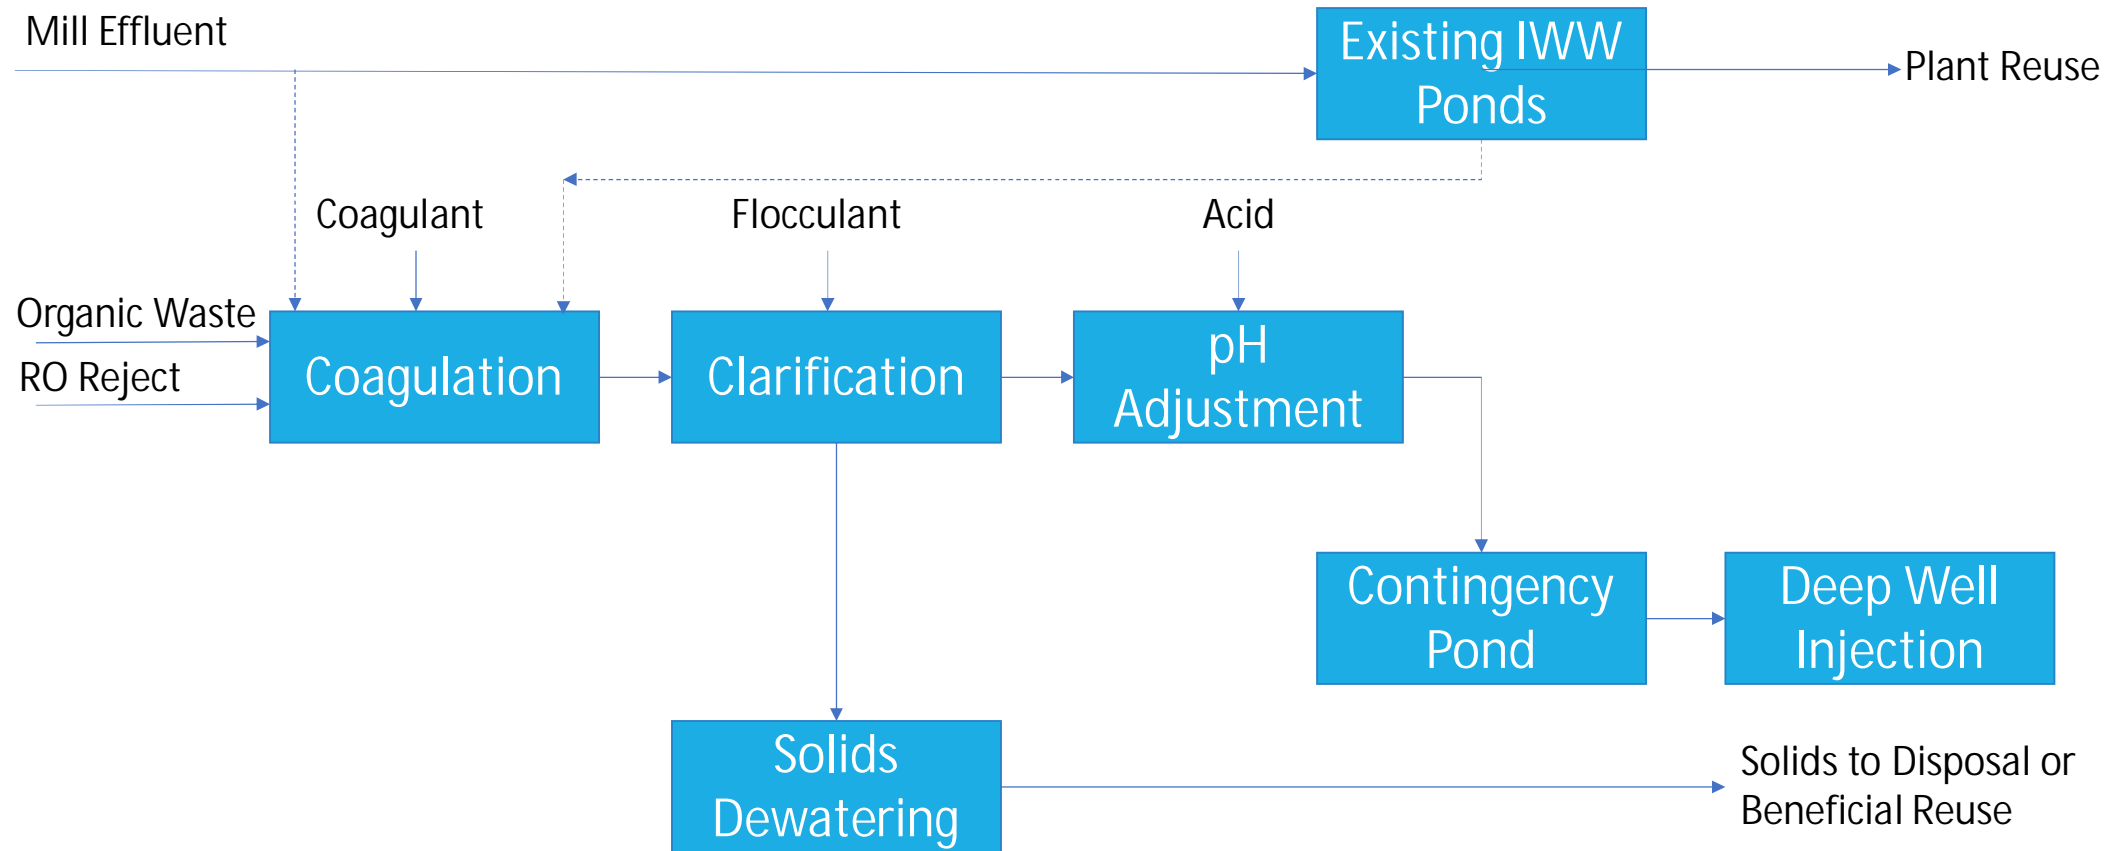 Mill Effluent
Existing IWW
Ponds
Plant Reuse
Coagulant
Flocculant
Acid
Organic Waste
RO Reject
Coagulation
Clarification
pH
Adjustment
Contingency
Pond
Deep Well
Injection
Solids
Dewatering
Solids to Disposal or
Beneficial Reuse